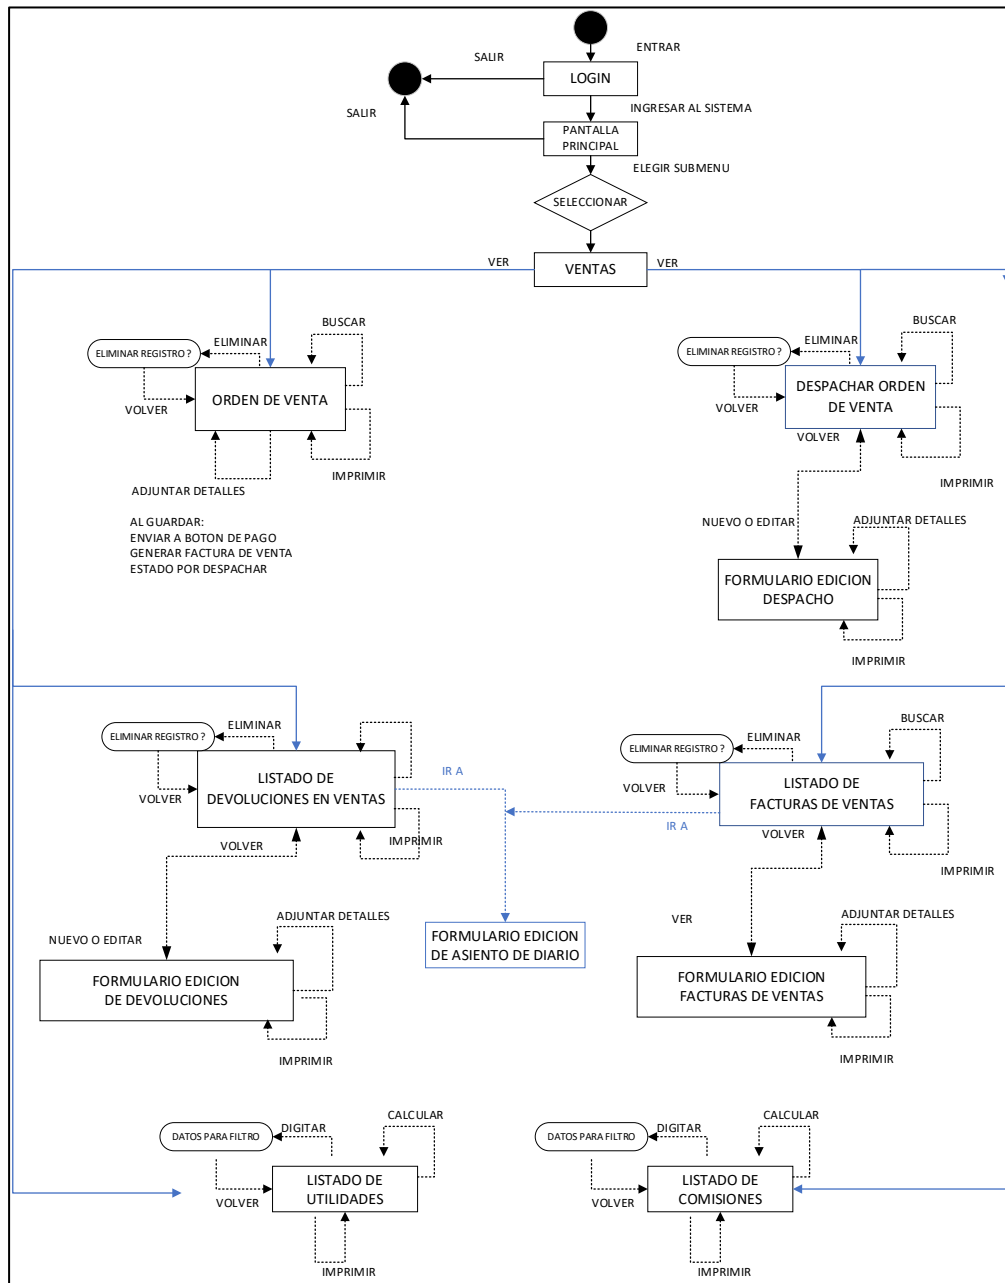 ENTRAR
SALIR
LOGIN
INGRESAR AL SISTEMA
SALIR
PANTALLA
PRINCIPAL
ELEGIR SUBMENU
SELECCIONAR
VER
VENTAS
VER
BUSCAR
ELIMINAR
ELIMINAR REGISTRO ?
ORDEN DE VENTA
VOLVER
IMPRIMIR
ADJUNTAR DETALLES
AL GUARDAR:
ENVIAR A BOTON DE PAGO
GENERAR FACTURA DE VENTA
ESTADO POR DESPACHAR
BUSCAR
ELIMINAR
ELIMINAR REGISTRO ?
DESPACHAR ORDEN
DE VENTA
VOLVER
VOLVER
IMPRIMIR
NUEVO O EDITAR
ADJUNTAR DETALLES
FORMULARIO EDICION
DESPACHO
IMPRIMIR
ELIMINAR
ELIMINAR REGISTRO ?
LISTADO DE
DEVOLUCIONES EN VENTAS
VOLVER
IR A
VOLVER
IMPRIMIR
NUEVO O EDITAR
ADJUNTAR DETALLES
FORMULARIO EDICION
DE DEVOLUCIONES
IMPRIMIR
FORMULARIO EDICION
DE ASIENTO DE DIARIO
BUSCAR
ELIMINAR
ELIMINAR REGISTRO ?
LISTADO DE
FACTURAS DE VENTAS
VOLVER
IR A
VOLVER
IMPRIMIR
VER
ADJUNTAR DETALLES
FORMULARIO EDICION
FACTURAS DE VENTAS
IMPRIMIR
CALCULAR
DIGITAR
DATOS PARA FILTRO
LISTADO DE
UTILIDADES
VOLVER
IMPRIMIR
CALCULAR
DIGITAR
DATOS PARA FILTRO
LISTADO DE
COMISIONES
VOLVER
IMPRIMIR